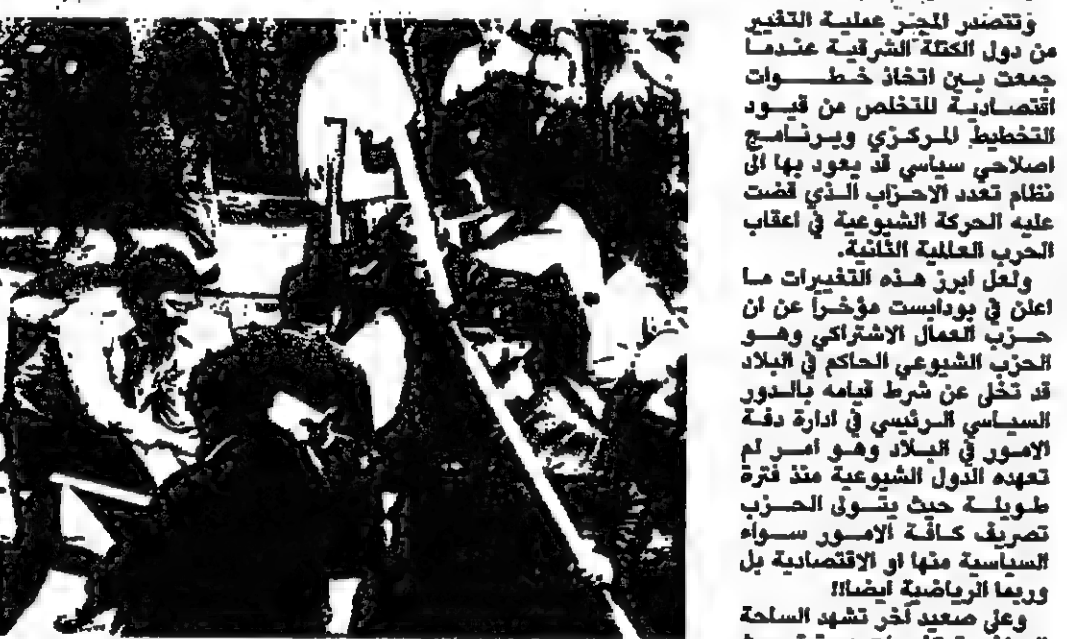 وتتصدر المجر عملية التغيير
من دول الكتلة الشرقية عندما
جمعت بين اتخاذ خطوات
اقتصادية للتخلص من قيود
التخطيط المركزي وبرنامج
اصلاحي سياسي قد يعود بها الى
نظام تعدد الاحزاب الذي قضت
عليه الحركة الشيوعية في اعقاب
الحرب العالمية الثانية.
ولعل ابرز هذه التغييرات ما
اعلن في بودابست مؤخراً عن ان
حزب العمال الاشتراكي وهو
الحزب الشيوعي الحاكم في البلاد
قد تخلى عن شرط قيامه بالدور
السياسي الرئيسي في ادارة دفة
الامور في البلاد وهو أمر لم
تعهده الدول الشيوعية منذ فترة
طويلة حيث يتولى الحزب
تصريف كافة الامور سواء
السياسية منها او الاقتصادية بل
وربما الرياضية ايضا!!
وعلى صعيد آخر تشهد الساحة